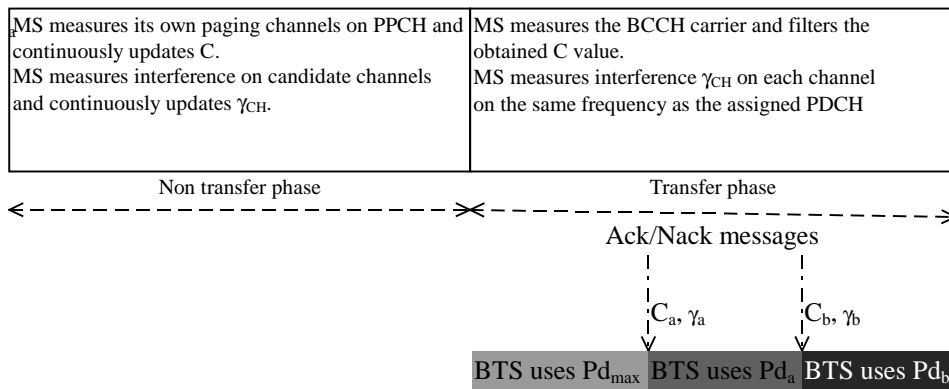 a
MS measures its own paging channels on PPCH and
continuously updates C.
MS measures interference on candidate channels
and continuously updates γCH.
MS measures the BCCH carrier and filters the
obtained C value.
MS measures interference γCH on each channel
on the same frequency as the assigned PDCH
Non transfer phase
Transfer phase
Ack/Nack messages
Ca, γa
Cb, γb
BTS uses Pdmax
BTS uses Pda
BTS uses Pdb